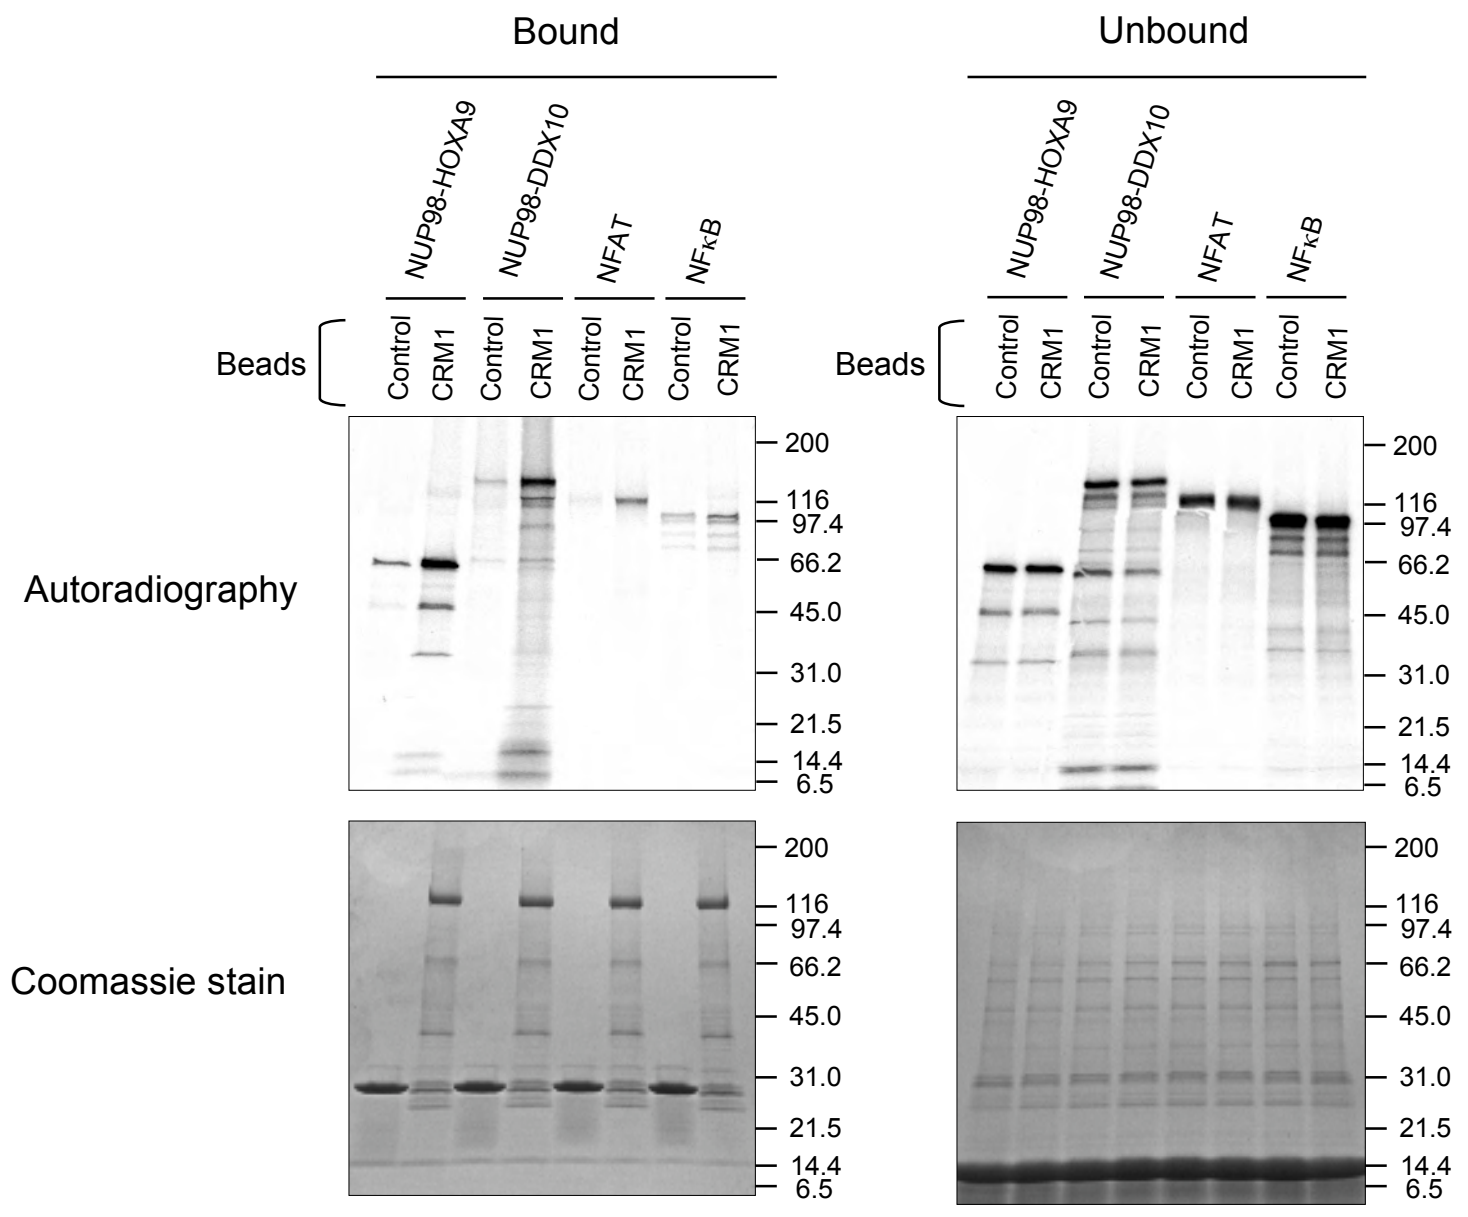 Bound
Unbound
NUP98-HOXA9
NUP98-DDX10
NFAT
NFκB
NUP98-HOXA9
NUP98-DDX10
NFAT
NFκB
Beads
Control
CRM1
Control
CRM1
Control
CRM1
Control
CRM1
Beads
Control
CRM1
Control
CRM1
Control
CRM1
Control
CRM1
Autoradiography
200
116
97.4
66.2
45.0
31.0
21.5
14.4
6.5
200
116
97.4
66.2
45.0
31.0
21.5
14.4
6.5
Coomassie stain
200
116
97.4
66.2
45.0
31.0
21.5
14.4
6.5
200
116
97.4
66.2
45.0
31.0
21.5
14.4
6.5